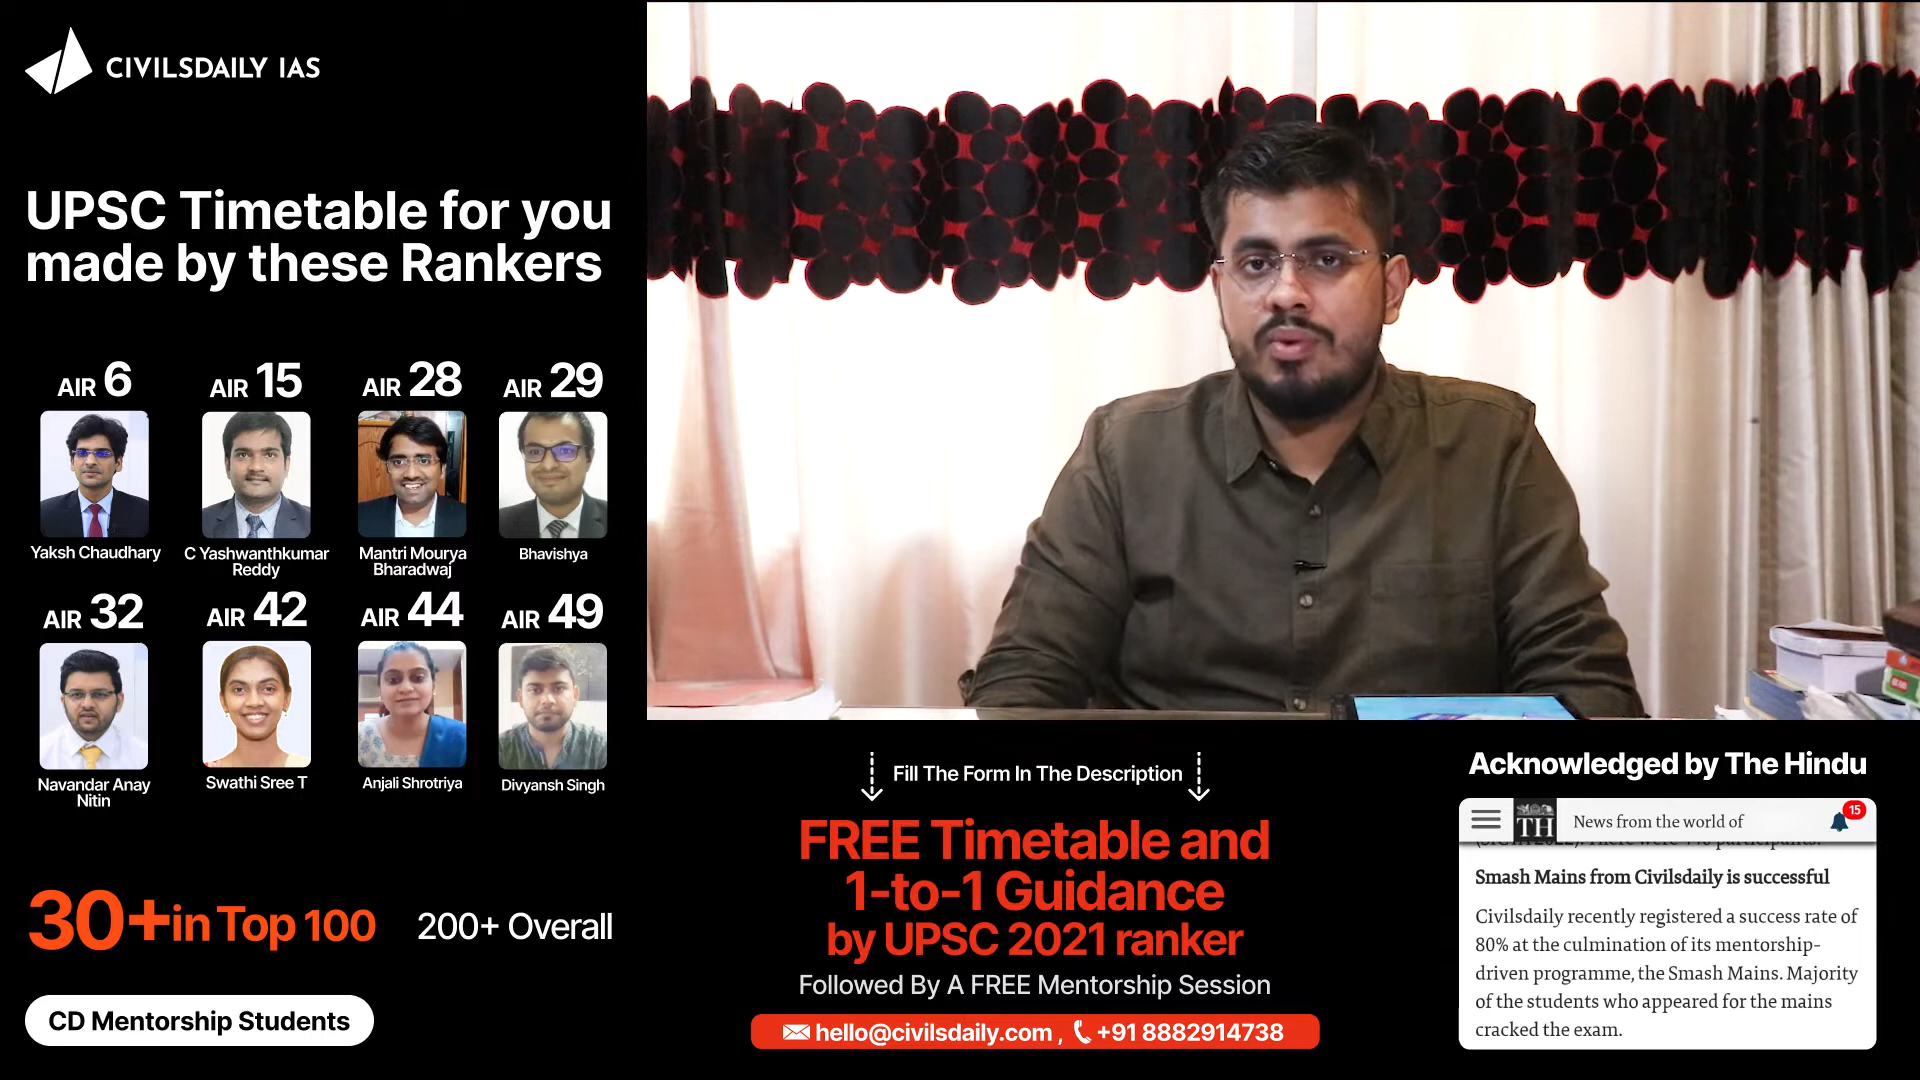 CIVILSDAILY IAS
UPSC Timetable for you
made by these Rankers
AIR 6
AIR 15
AIR 28
AIR 29
Yaksh Chaudhary
C Yashwanthkumar
Reddy
Mantri Mourya
Bharadwaj
Bhavishya
AIR 32
AIR 42
AIR 44
AIR 49
Navandar Anay
Nitin
Swathi Sree T
Anjali Shrotriya
Divyansh Singh
30+ in Top 100
200+ Overall
CD Mentorship Students
Fill The Form In The Description
FREE Timetable and
1-to-1 Guidance
by UPSC 2021 ranker
Followed By A FREE Mentorship Session
hello@civilsdaily.com , +91 8882914738
Acknowledged by The Hindu
TH
News from the world of
15
Smash Mains from Civilsdaily is successful
Civilsdaily recently registered a success rate of
80% at the culmination of its mentorship-
driven programme, the Smash Mains. Majority
of the students who appeared for the mains
cracked the exam.